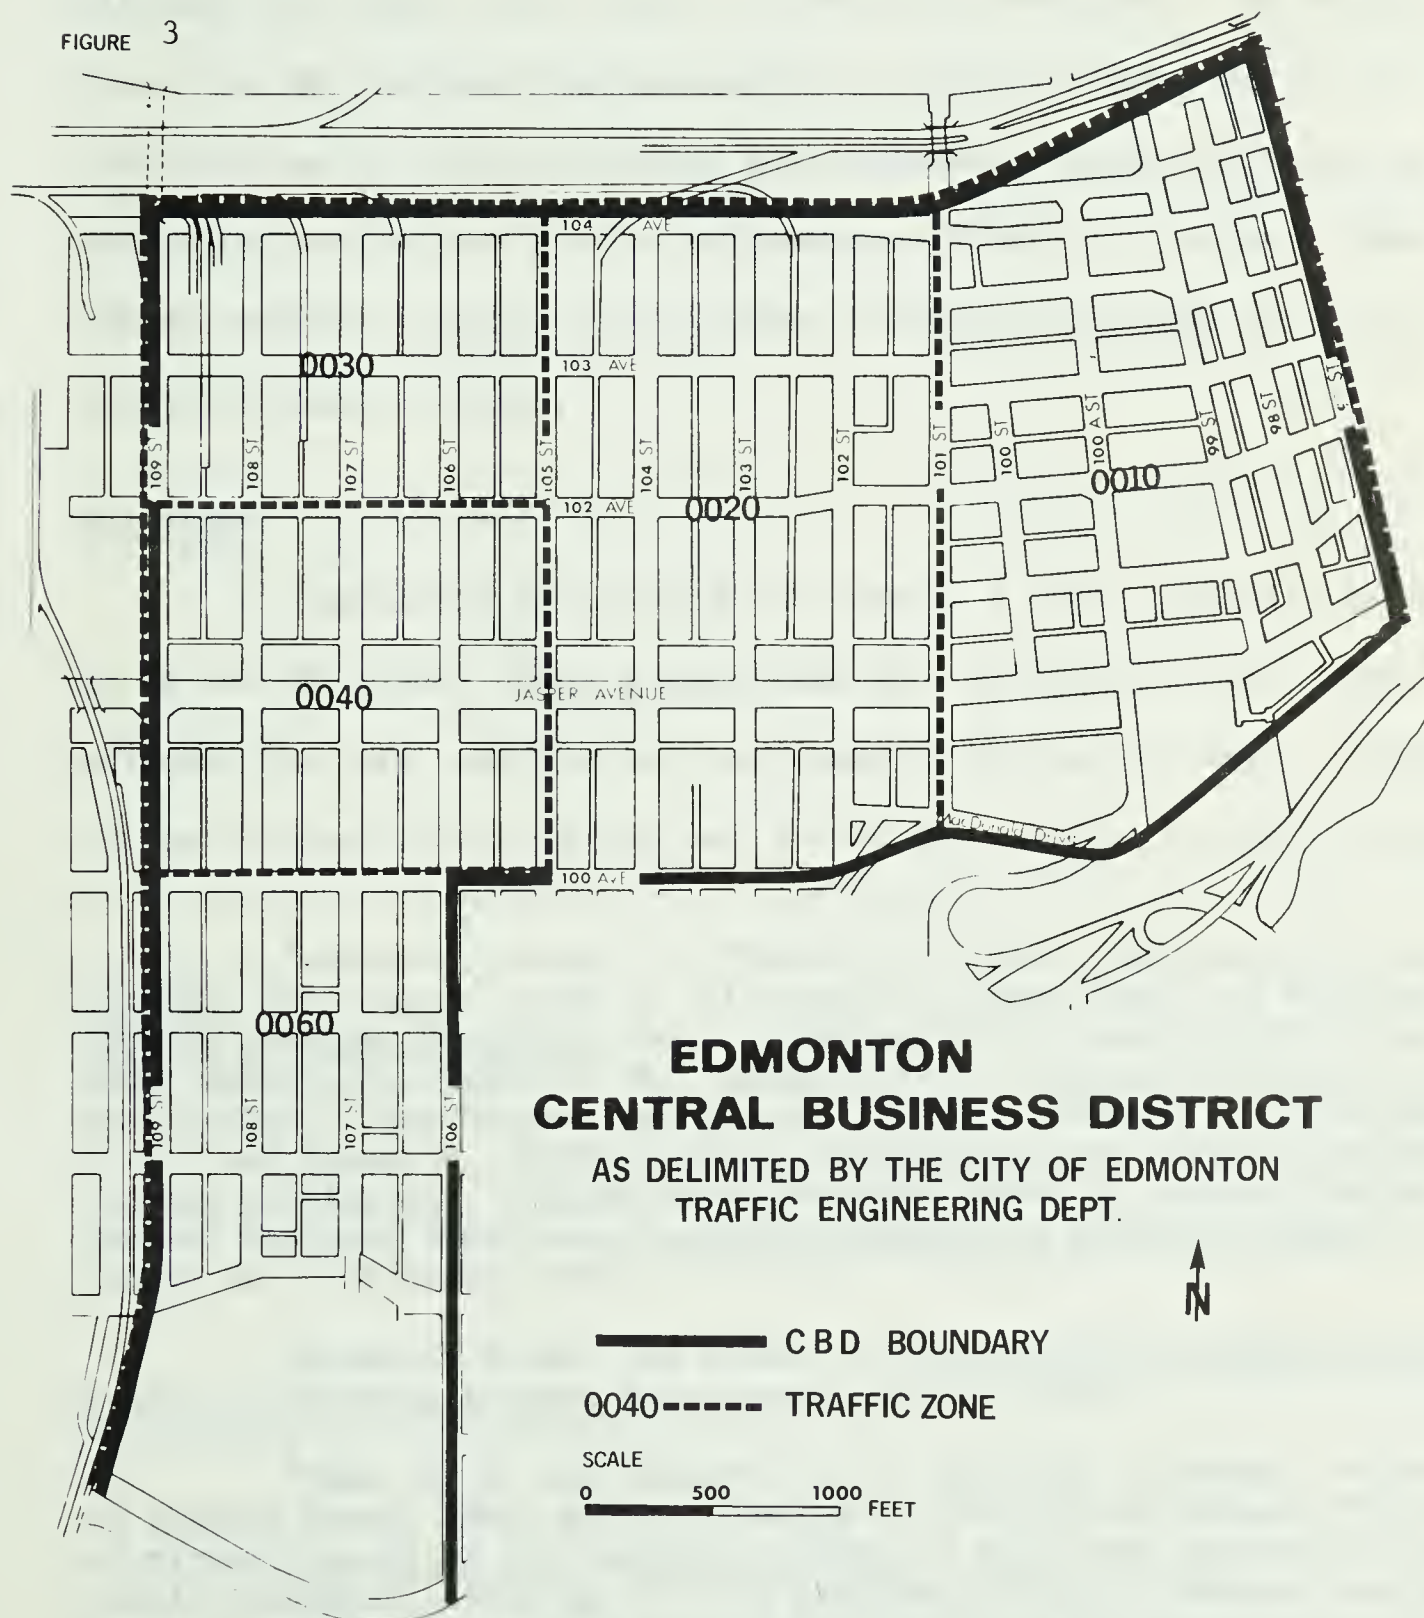 FIGURE 3
104 AVE
0030
103 AVE
109 ST
108 ST
107 ST
106 ST
105 ST
104 ST
103 ST
102 ST
101 ST
100 ST
100 A ST
99 ST
98 ST
ST
0010
102 AVE
0020
0040
JASPER AVENUE
MacDonald Drive
100 AVE
0060
109 ST
108 ST
107 ST
106 ST
EDMONTON
CENTRAL BUSINESS DISTRICT
AS DELIMITED BY THE CITY OF EDMONTON
TRAFFIC ENGINEERING DEPT.
N
CBD BOUNDARY
0040 TRAFFIC ZONE
SCALE
0 500 1000 FEET